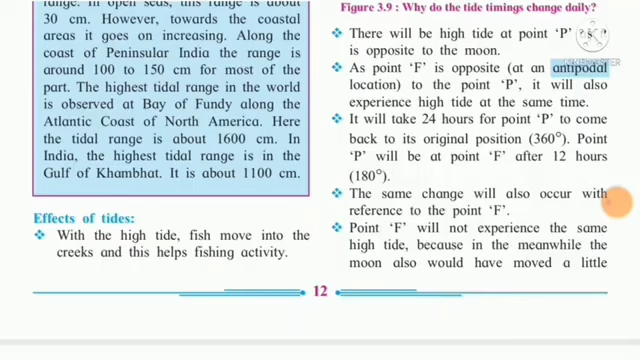 range. In open seas, this range is about
30 cm. However, towards the coastal
areas it goes on increasing. Along the
coast of Peninsular India the range is
around 100 to 150 cm for most of the
part. The highest tidal range in the world
is observed at Bay of Fundy along the
Atlantic Coast of North America. Here
the tidal range is about 1600 cm. In
India, the highest tidal range is in the
Gulf of Khambhat. It is about 1100 cm.
Effects of tides:
❖ With the high tide, fish move into the
creeks and this helps fishing activity.
Figure 3.9 : Why do the tide timings change daily?
❖ There will be high tide at point ‘P’
is opposite to the moon.
❖ As point ‘F’ is opposite (at an antipodal
location) to the point ‘P’, it will also
experience high tide at the same time.
❖ It will take 24 hours for point ‘P’ to come
back to its original position (360°). Point
‘P’ will be at point ‘F’ after 12 hours
(180°).
❖ The same change will also occur with
reference to the point ‘F’.
❖ Point ‘F’ will not experience the same
high tide, because in the meanwhile the
moon also would have moved a little
12